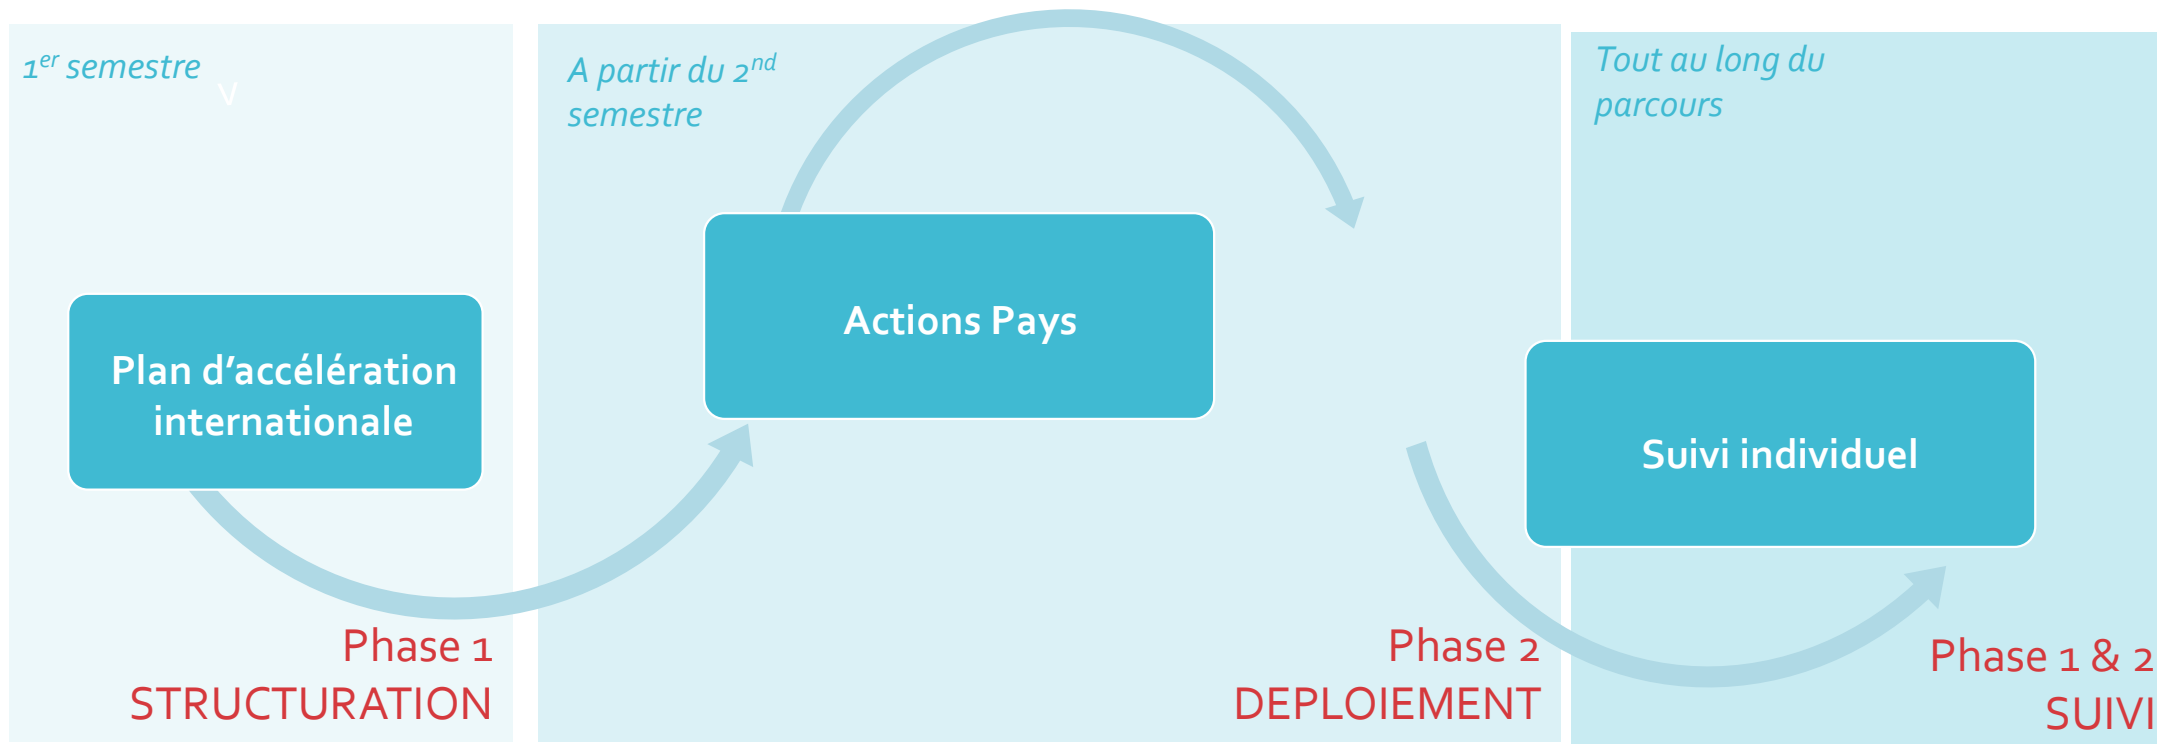 1er semestre
v
A partir du 2nd
semestre
Tout au long du
parcours
Plan d’accélération
internationale
Actions Pays
Suivi individuel
Phase 1
STRUCTURATION
Phase 2
DEPLOIEMENT
Phase 1 & 2
SUIVI